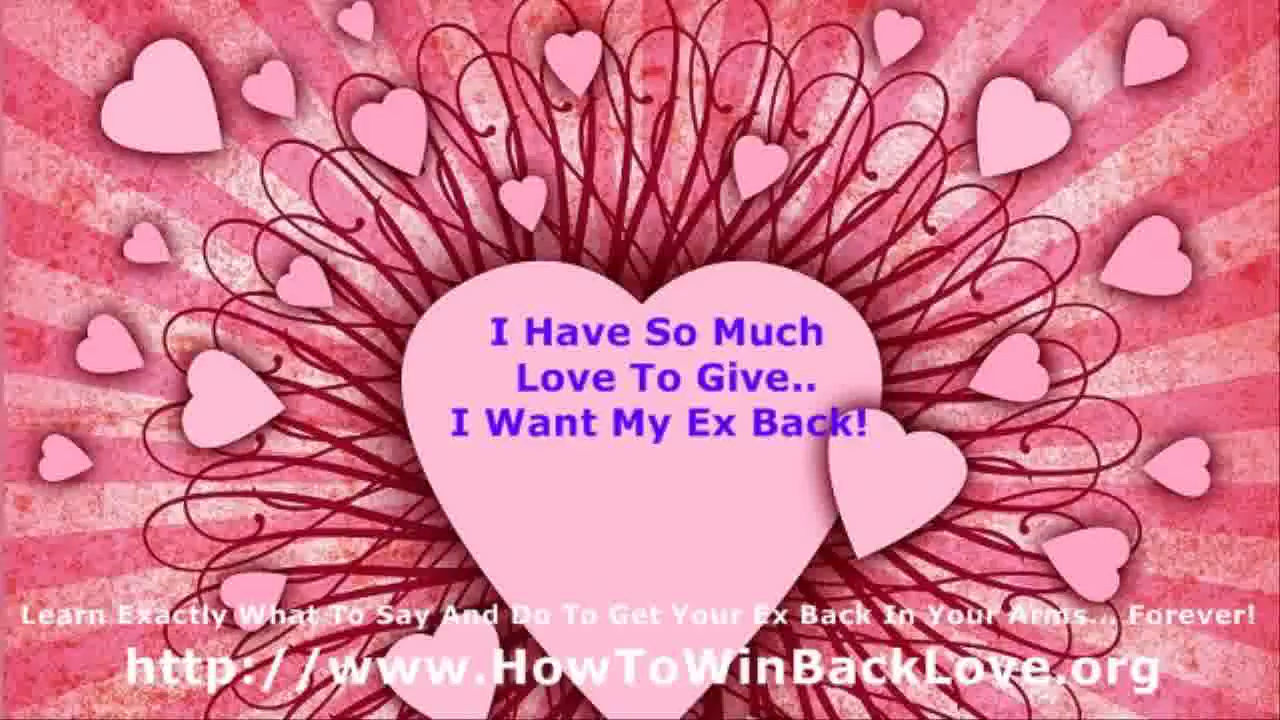 I Have So Much
Love To Give..
I Want My Ex Back!
Learn Exactly What To Say And Do To Get Your Ex Back In Your Arms... Forever!
http://www.HowToWinBackLove.org